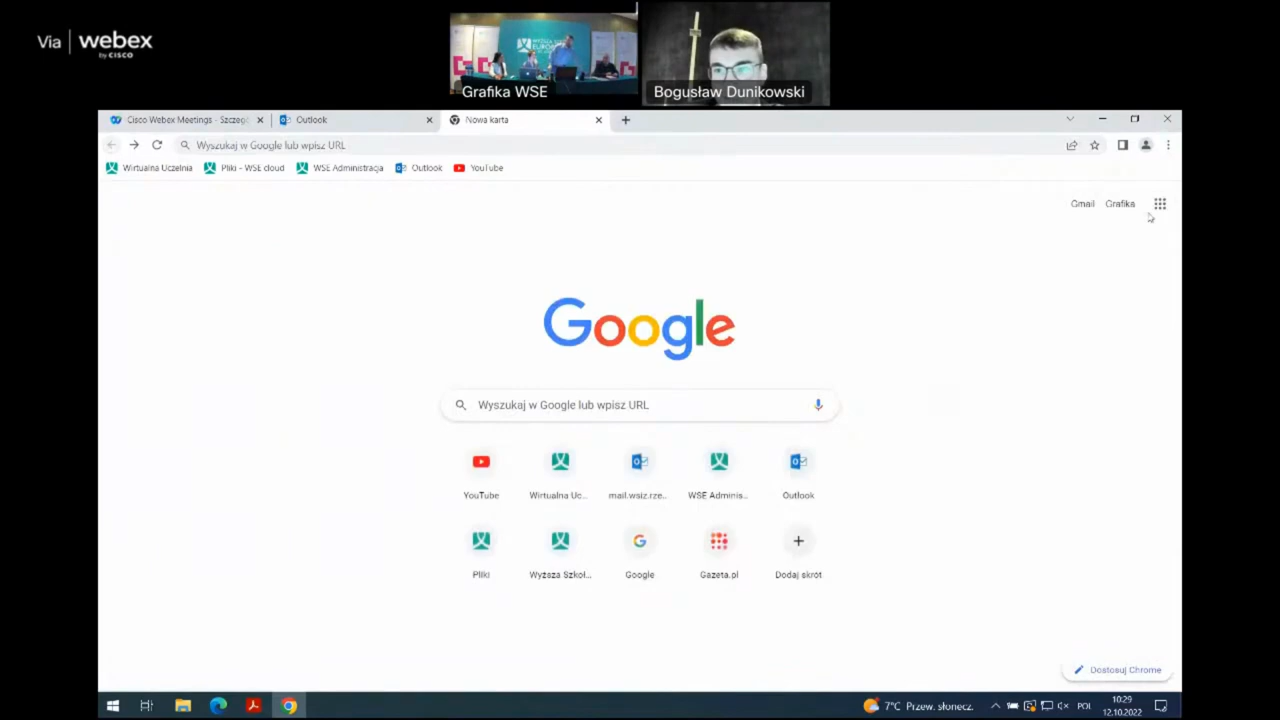 Via | webex
by CISCO
Grafika WSE
Bogusław Dunikowski
Cisco Webex Meetings - Szczegó
Outlook
Nowa karta
Wyszukaj w Google lub wpisz URL
Wirtualna Uczelnia
Pliki - WSE cloud
WSE Administracja
Outlook
YouTube
Gmail
Grafika
Google
Wyszukaj w Google lub wpisz URL
YouTube
Wirtualna Uc...
mail.wsiz.rze...
WSE Adminis...
Outlook
Pliki
Wyższa Szkoł...
Google
Gazeta.pl
Dodaj skrót
Dostosuj Chrome
7°C Przew. słonecz.
POL
10:29
12.10.2022